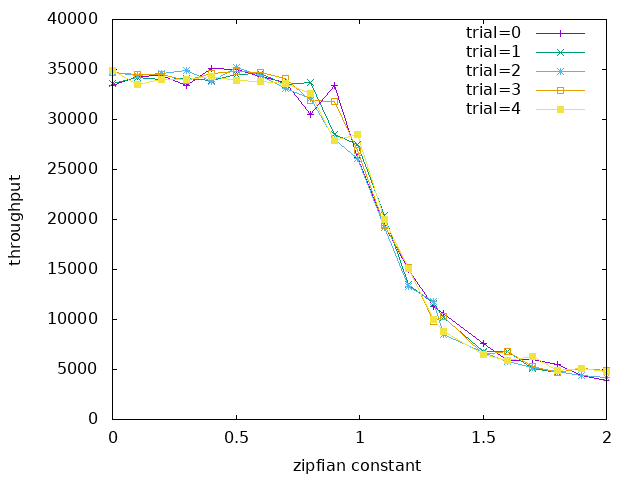 40000
35000
30000
25000
20000
15000
10000
5000
0
throughput
trial=0
trial=1
trial=2
trial=3
trial=4
0 0.5 1 1.5 2
zipfian constant